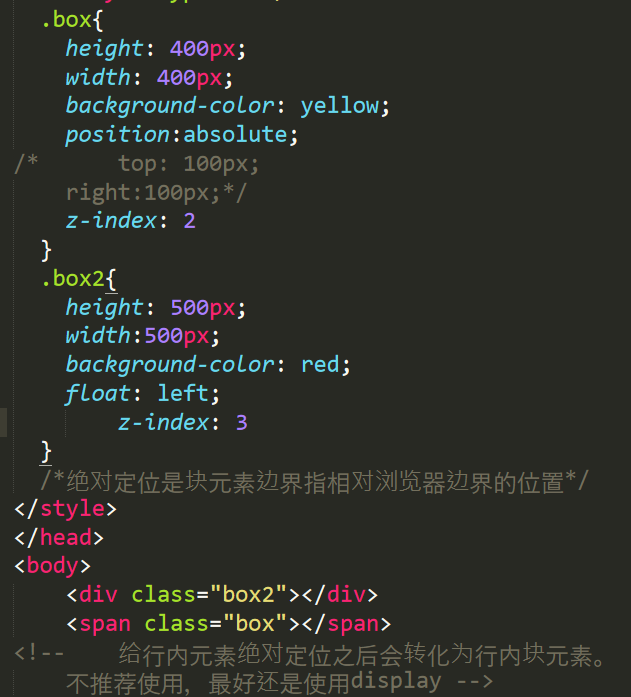 .box{
height: 400px;
width: 400px;
background-color: yellow;
position:absolute;
/* top: 100px;
right:100px;*/
z-index: 2
}
.box2{
height: 500px;
width:500px;
background-color: red;
float: left;
z-index: 3
}
/*绝对定位是块元素边界指相对浏览器边界的位置*/
</style>
</head>
<body>
<div class="box2"></div>
<span class="box"></span>
<!-- 给行内元素绝对定位之后会转化为行内块元素。
不推荐使用，最好还是使用display -->